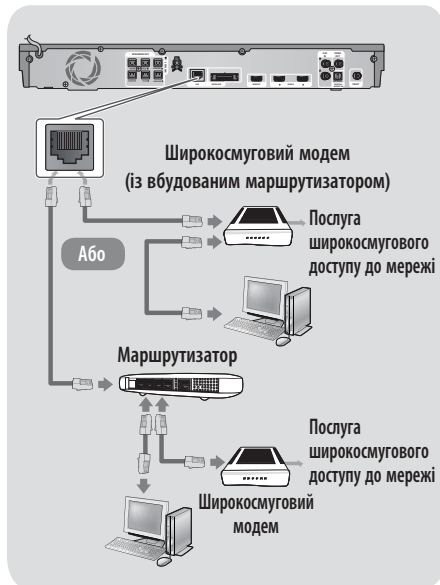 Широкосмуговий модем
(із вбудованим маршрутизатором)
Послуга
широкосмугового
доступу до мережі
Або
Маршрутизатор
Послуга
широкосмугового
доступу до мережі
Широкосмуговий
модем